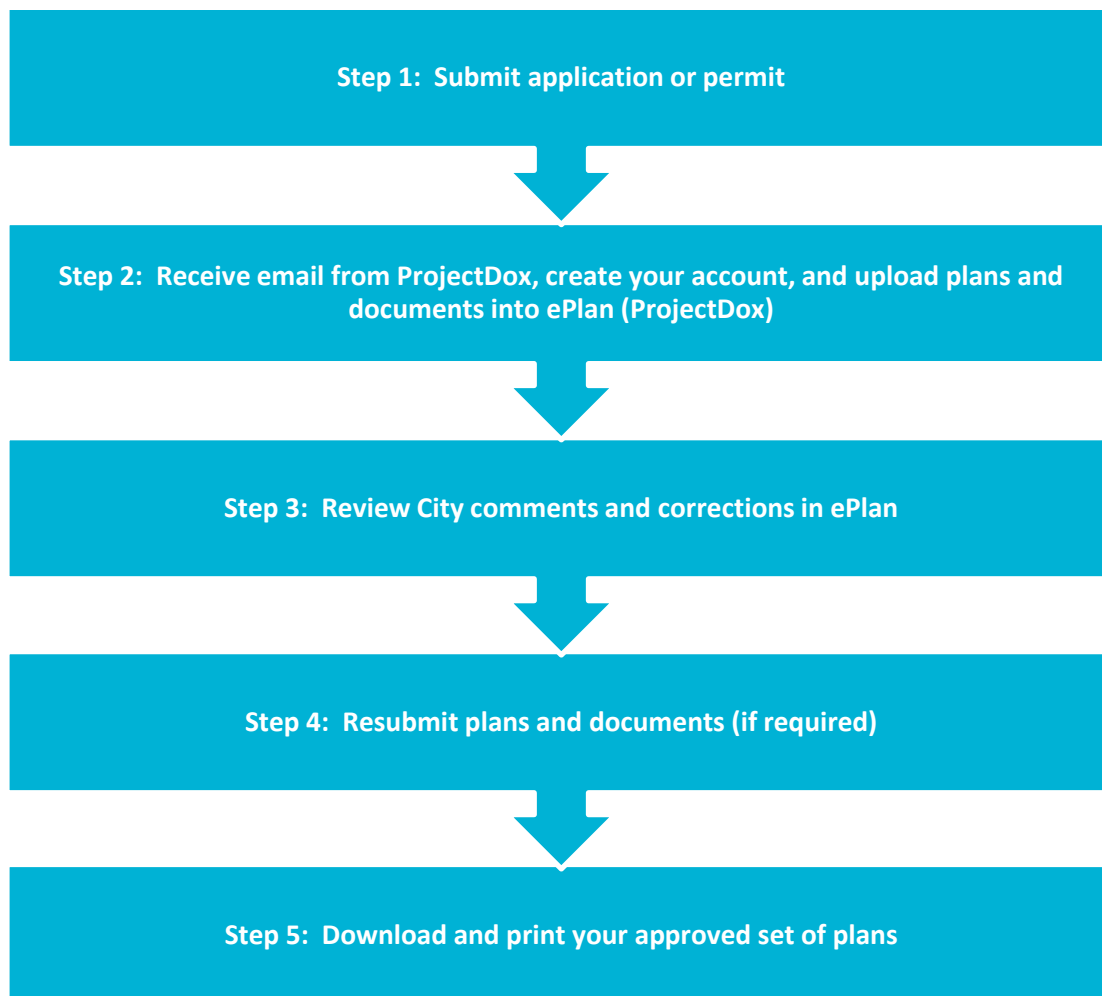 Step 1:  Submit application or permit
Step 2:  Receive email from ProjectDox, create your account, and upload plans and
documents into ePlan (ProjectDox)
Step 3:  Review City comments and corrections in ePlan
Step 4:  Resubmit plans and documents (if required)
Step 5:  Download and print your approved set of plans